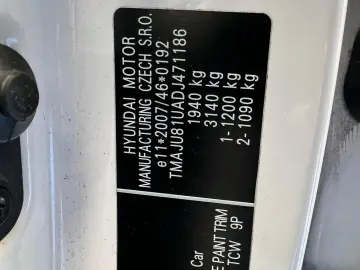 HYUNDAI MOTOR
MANUFACTURING CZECH S.R.O.
e11*2007/46*0192
TMAJU81UADJ471186
1940 kg
3140 kg
1- 1200 kg
2- 1090 kg
Car
E PAINT TRIM
TCW 9P